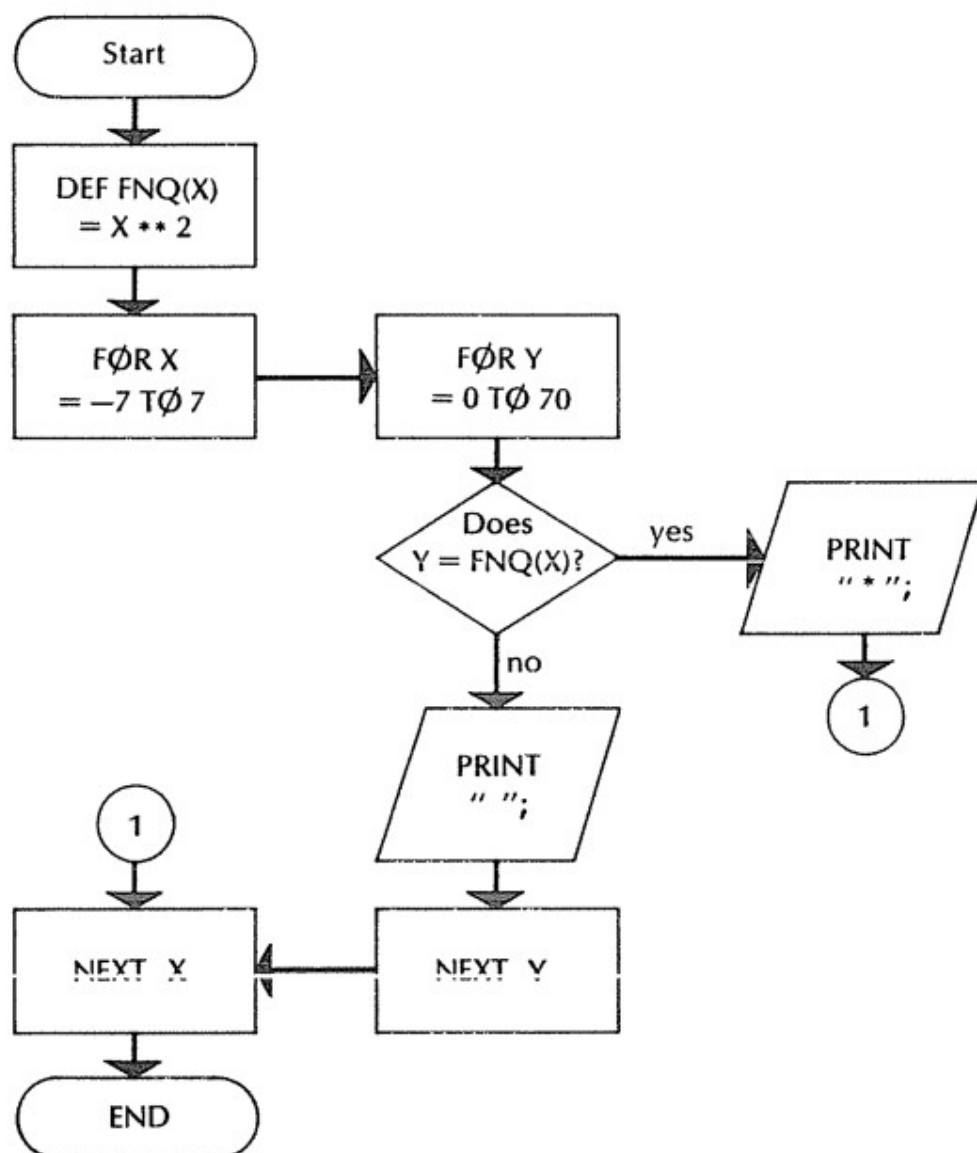 Start
DEF FNQ(X)
= X ** 2
FØR X
= –7 TØ 7
FØR Y
= 0 TØ 70
Does
Y = FNQ(X)?
yes
PRINT
" * ";
1
no
PRINT
" ";
1
NEXT X
NEXT Y
END